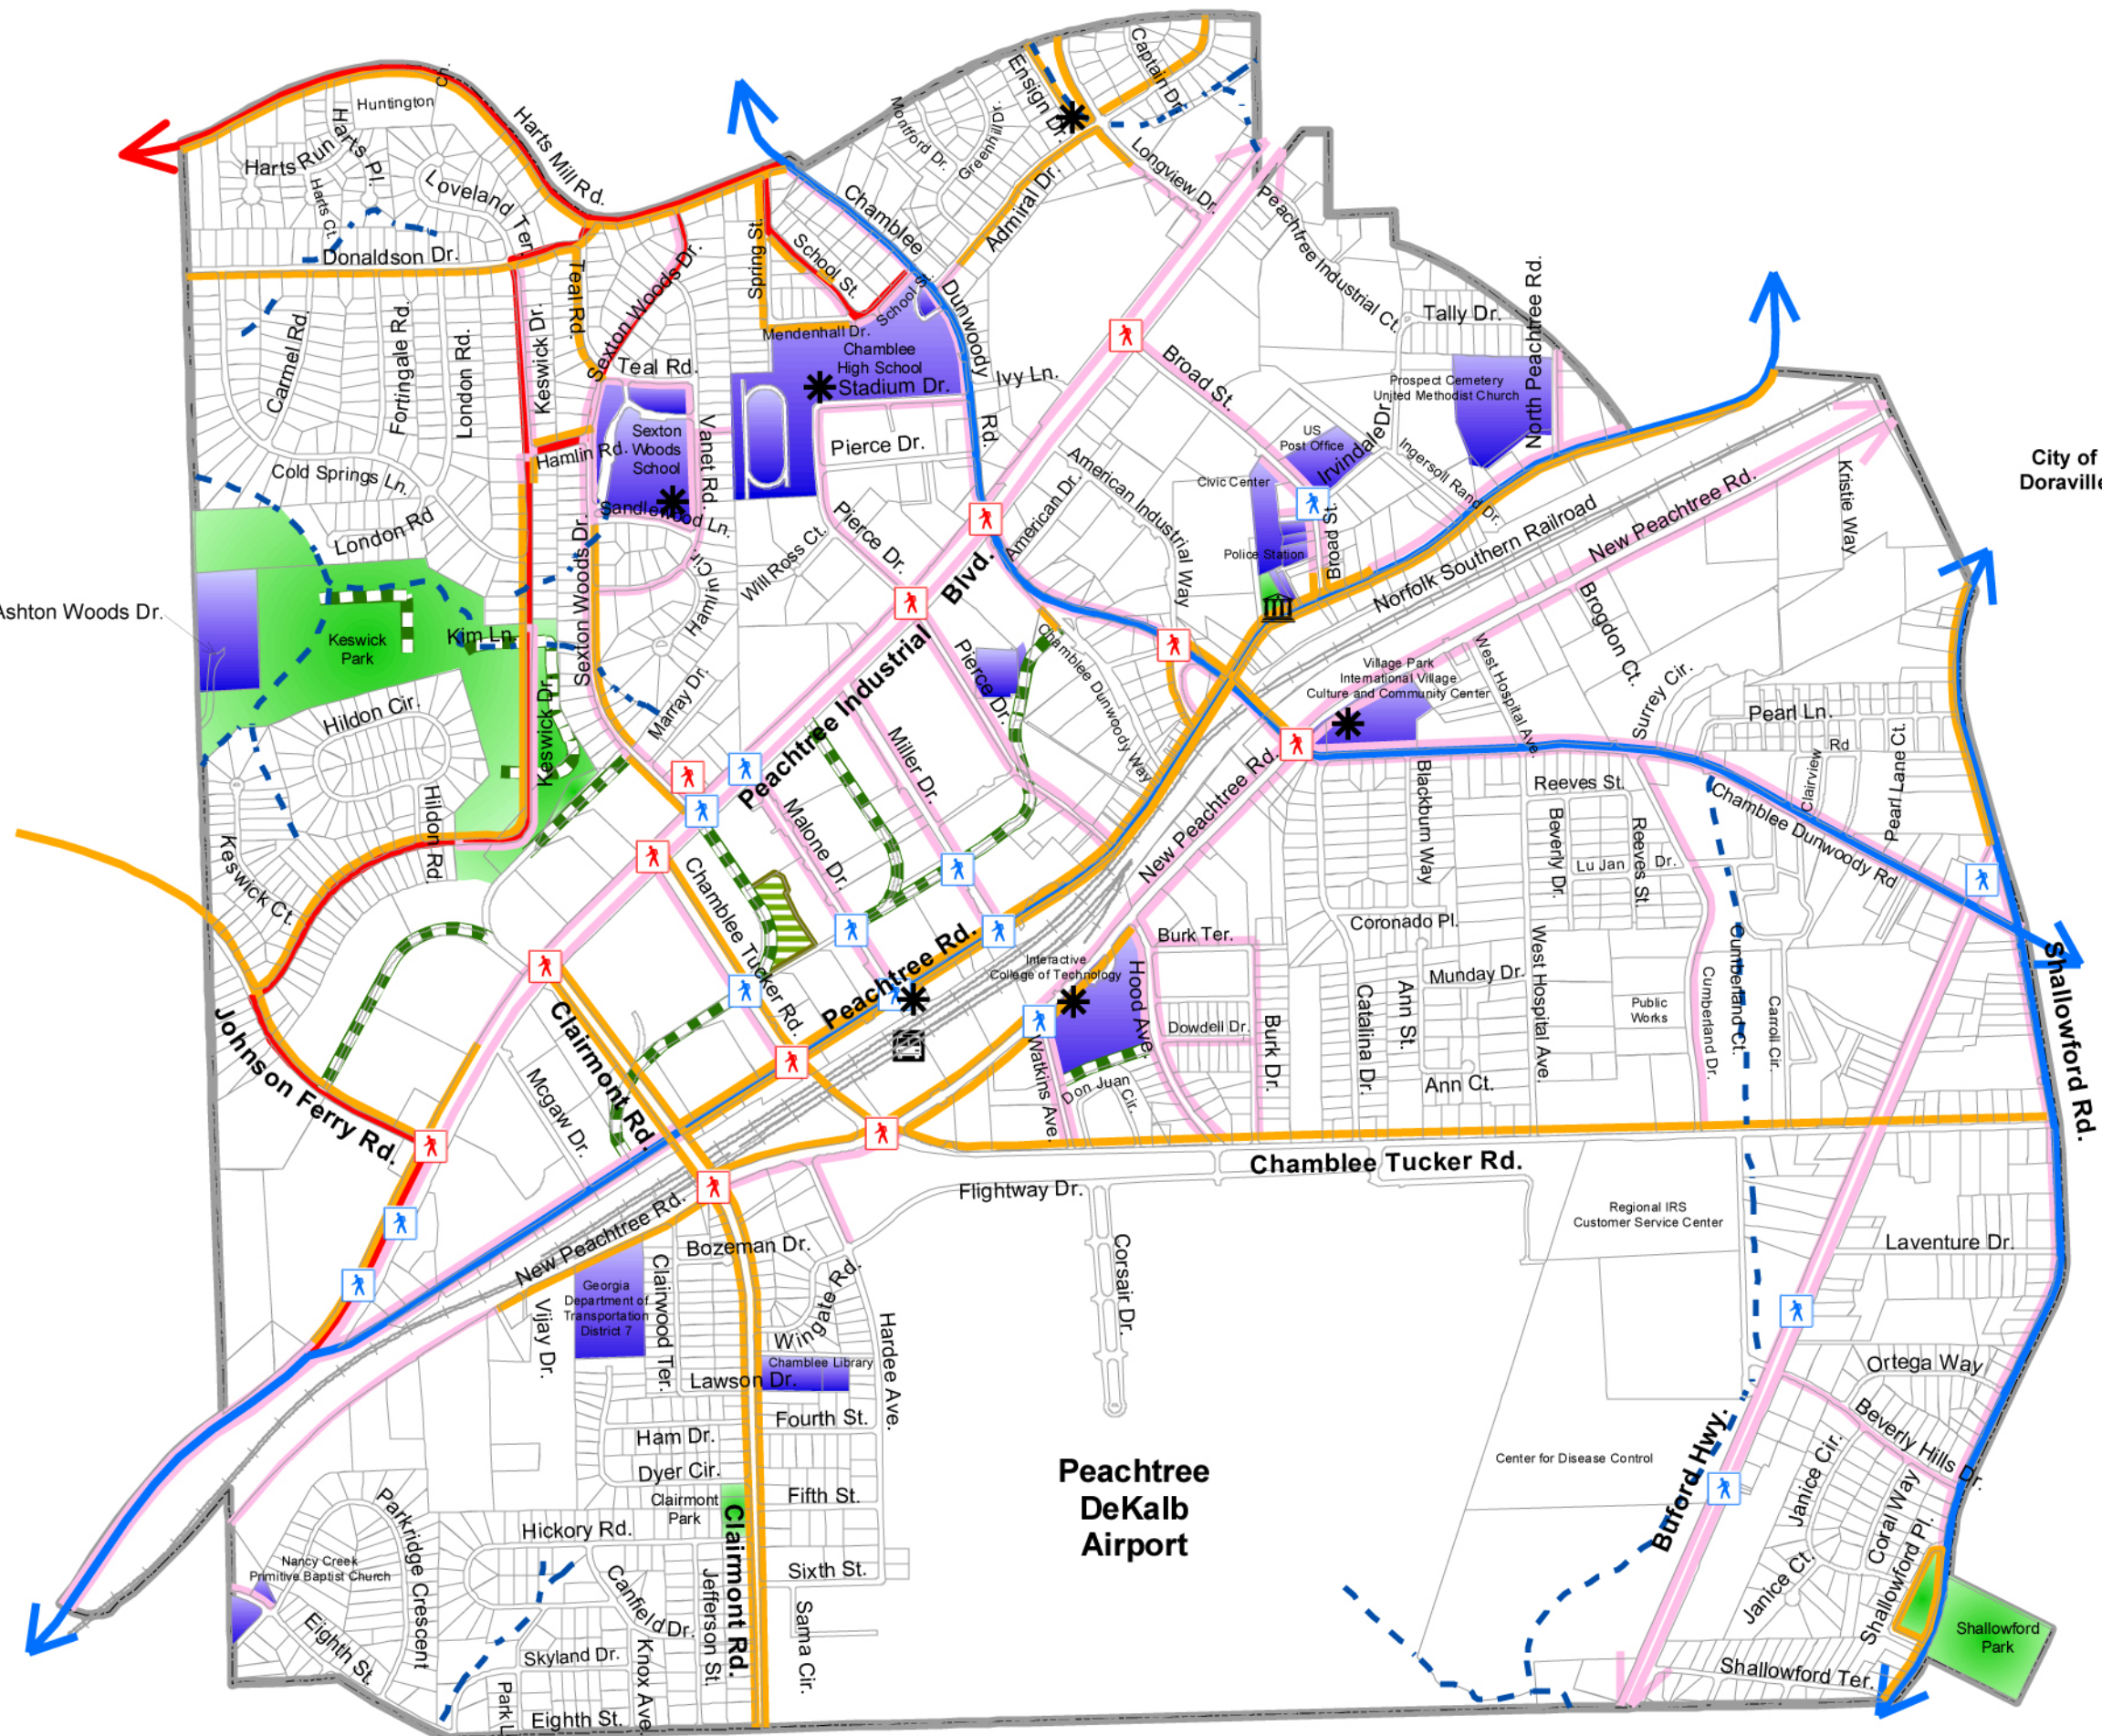 Huntington
Ch.
Harts Pl.
Harts Run
Harts Ct.
Loveland Ter.
Harts Mill Rd.
Donaldson Dr.
Teal Rd.
Sexton Woods Dr.
Spring St.
School St.
School St.
Chamblee
Dunwoody
Rd.
Montford Dr.
Greenhill Dr.
Ensign Dr.
Captain Dr.
Admiral Dr.
Longview Dr.
Peachtree Industrial Ct.
Tally Dr.
North Peachtree Rd.
Carmel Rd.
Fortingale Rd.
London Rd.
Keswick Dr.
Teal Rd.
Mendenhall Dr.
Chamblee
High School
Stadium Dr.
Ivy Ln.
Broad St.
Prospect Cemetery
United Methodist Church
US
Post Office
Irvindale Dr.
Ingersoll Rand Dr.
City of
Doraville
Sexton
Woods
School
Vanet Rd.
Hamlin Rd.
Sandlewood Ln.
Pierce Dr.
Pierce Dr.
Will Ross Ct.
Cold Springs Ln.
London Rd
American Dr.
American Industrial Way
Civic Center
Police Station
Broad St.
Norfolk Southern Railroad
New Peachtree Rd.
Kristie Way
Ashton Woods Dr.
Keswick
Park
Kim Ln.
Sexton Woods Dr.
Hamlin Cir.
Marray Dr.
Peachtree Industrial
Blvd.
Pierce Dr.
Chamblee Dunwoody Way
Village Park
International Village
Culture and Community Center
West Hospital Ave.
Brogdon Ct.
Surrey Cir.
Pearl Ln.
Clairview
Rd
Pearl Lane Ct.
Hildon Cir.
Keswick Dr.
Hildon Rd.
Keswick Ct.
Malone Dr.
Miller Dr.
New Peachtree Rd.
Blackburn Way
Reeves St.
Beverly Dr.
Lu Jan
Dr.
Reeves St.
Chamblee Dunwoody Rd
Chamblee Tucker Rd.
Peachtree Rd.
Interactive
College of Technology
Burk Ter.
Hood Ave.
Dowdell Dr.
Burk Dr.
Coronado Pl.
Munday Dr.
Catalina Dr.
Ann St.
Ann Ct.
West Hospital Ave.
Public
Works
Cumberland Dr.
Cumberland Ct.
Carroll Cir.
Shallowford Rd.
Johnson Ferry Rd.
Clairmont Rd.
Mcgaw Dr.
Watkins Ave.
Don Juan
Cir.
Chamblee Tucker Rd.
Flightway Dr.
Corsair Dr.
Regional IRS
Customer Service Center
Laventure Dr.
New Peachtree Rd.
Bozeman Dr.
Georgia
Department of
Transportation
District 7
Vijay Dr.
Clairwood Ter.
Wingate Rd.
Hardee Ave.
Chamblee Library
Lawson Dr.
Fourth St.
Ham Dr.
Dyer Cir.
Clairmont
Park
Fifth St.
Clairmont Rd.
Hickory Rd.
Parkridge Crescent
Nancy Creek
Primitive Baptist Church
Eighth St.
Canfield Dr.
Jefferson St.
Sixth St.
Sama Cir.
Skyland Dr.
Knox Ave.
Park L
Eighth St.
Peachtree
DeKalb
Airport
Center for Disease Control
Buford Hwy.
Ortega Way
Beverly Hills Dr.
Janice Cir.
Coral Way
Janice Ct.
Shallowford Pl.
Shallowford
Park
Shallowford Ter.